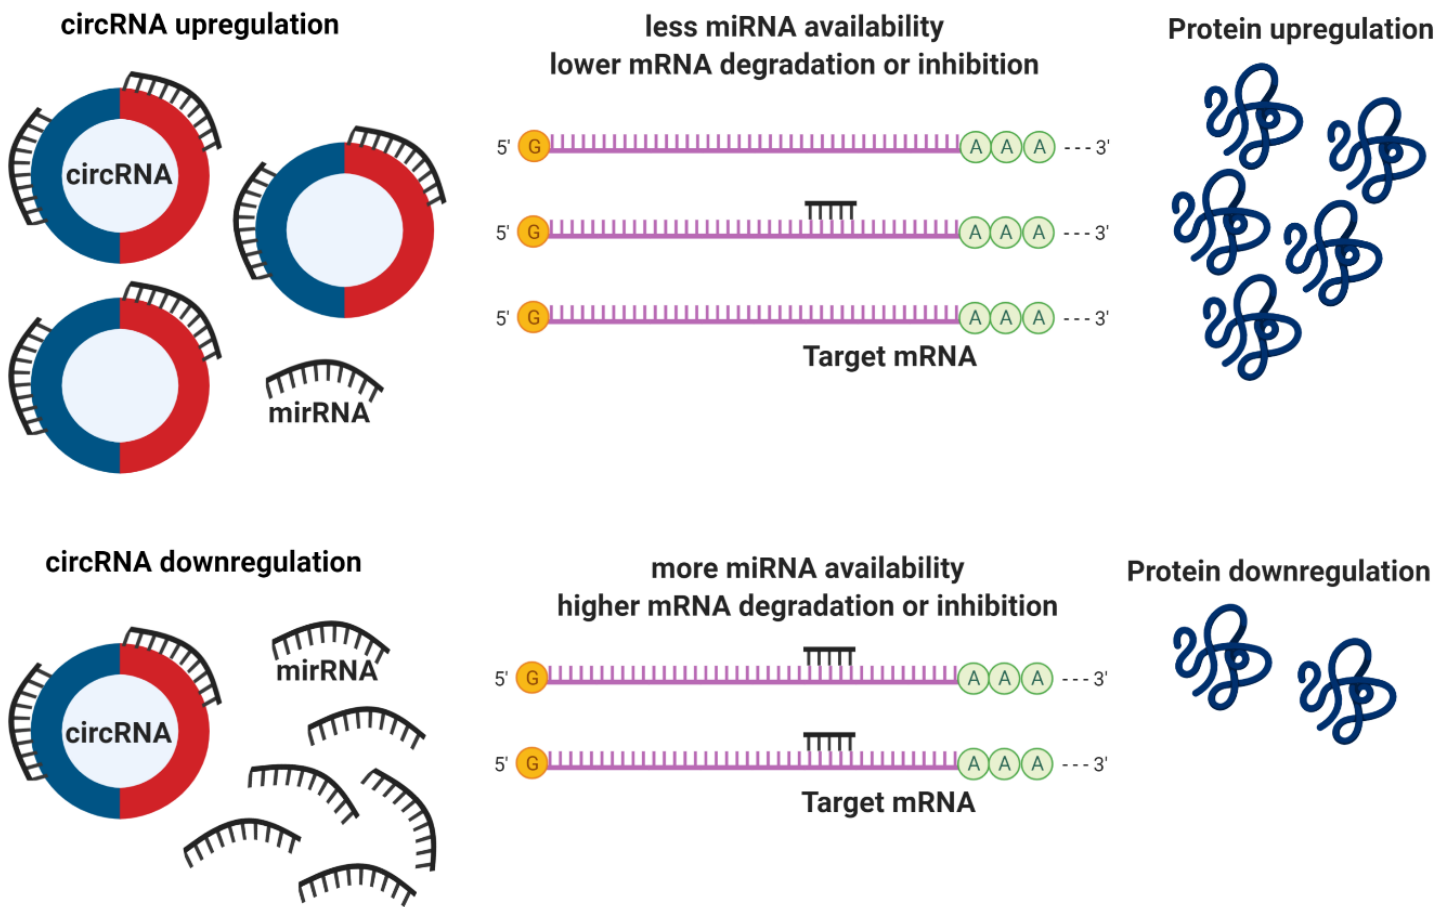 circRNA upregulation
less miRNA availability
lower mRNA degradation or inhibition
Protein upregulation
circRNA
mirRNA
5' G A A A ---3'
5' G A A A ---3'
5' G A A A ---3'
Target mRNA
circRNA downregulation
more miRNA availability
higher mRNA degradation or inhibition
Protein downregulation
circRNA
mirRNA
5' G A A A ---3'
5' G A A A ---3'
Target mRNA